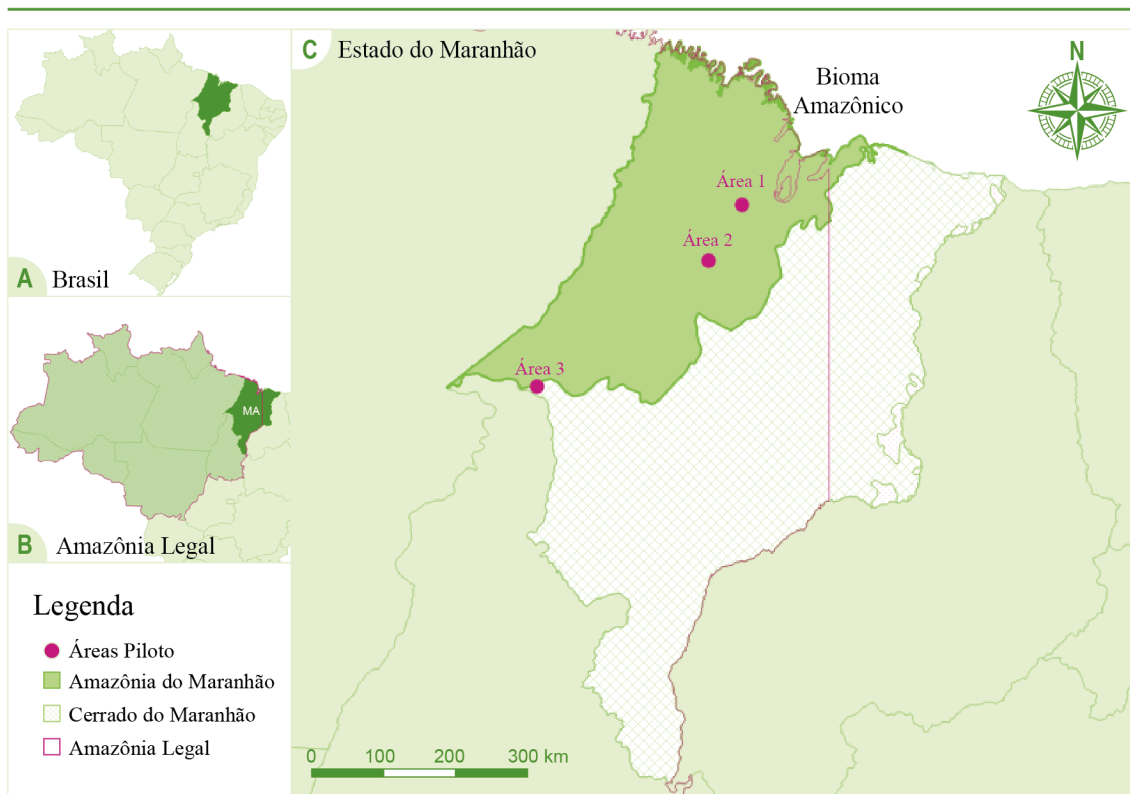 A
Brasil
B
Amazônia Legal
MA
C
Estado do Maranhão
Bioma
Amazônico
N
Área 1
Área 2
Área 3
Legenda
Áreas Piloto
Amazônia do Maranhão
Cerrado do Maranhão
Amazônia Legal
0 100 200 300 km